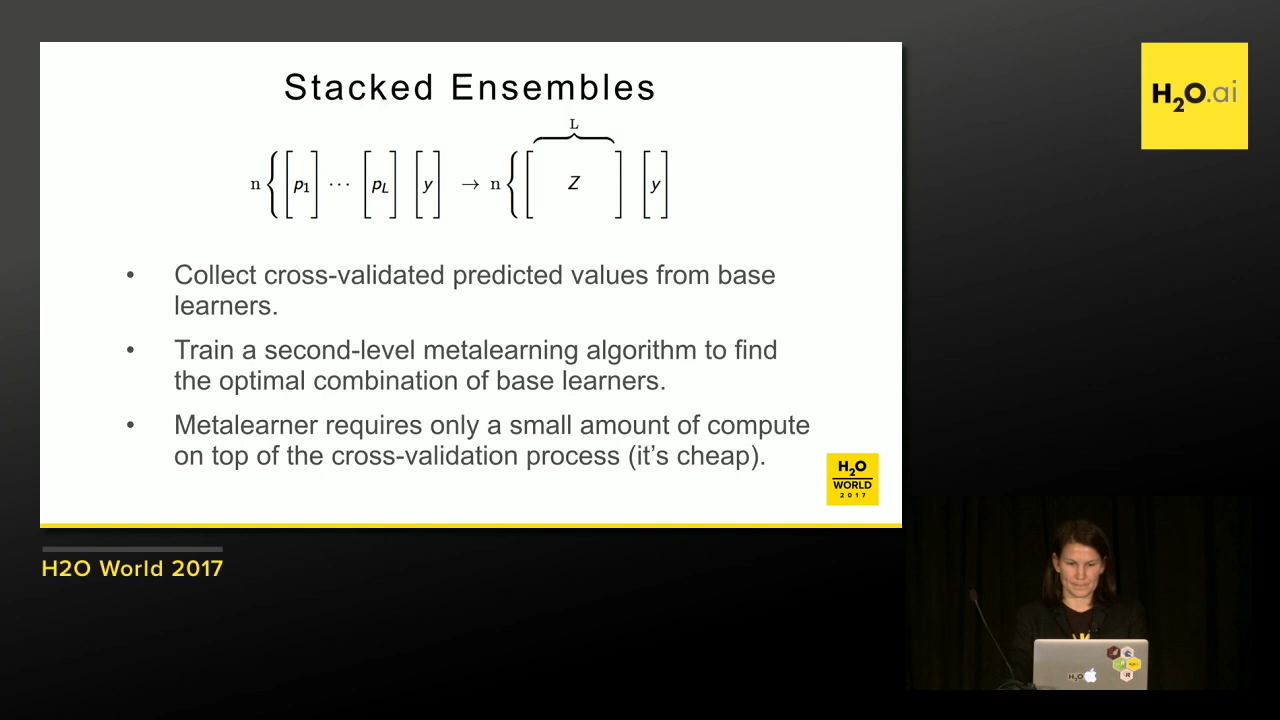 Stacked Ensembles
L
n { [ p1 ] ⋯ [ pL ] [ y ] → n { [ Z ] [ y ]
• Collect cross-validated predicted values from base
learners.
• Train a second-level metalearning algorithm to find
the optimal combination of base learners.
• Metalearner requires only a small amount of compute
on top of the cross-validation process (it's cheap).
H2O
WORLD
2017
H2O.ai
H2O World 2017
H2O